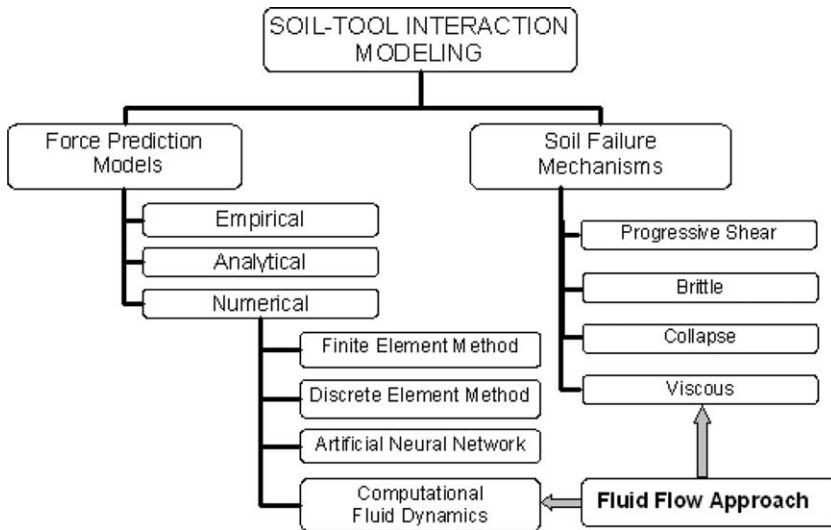 SOIL-TOOL INTERACTION
MODELING
Force Prediction
Models
Soil Failure
Mechanisms
Empirical
Analytical
Numerical
Progressive Shear
Brittle
Collapse
Viscous
Finite Element Method
Discrete Element Method
Artificial Neural Network
Computational
Fluid Dynamics
Fluid Flow Approach